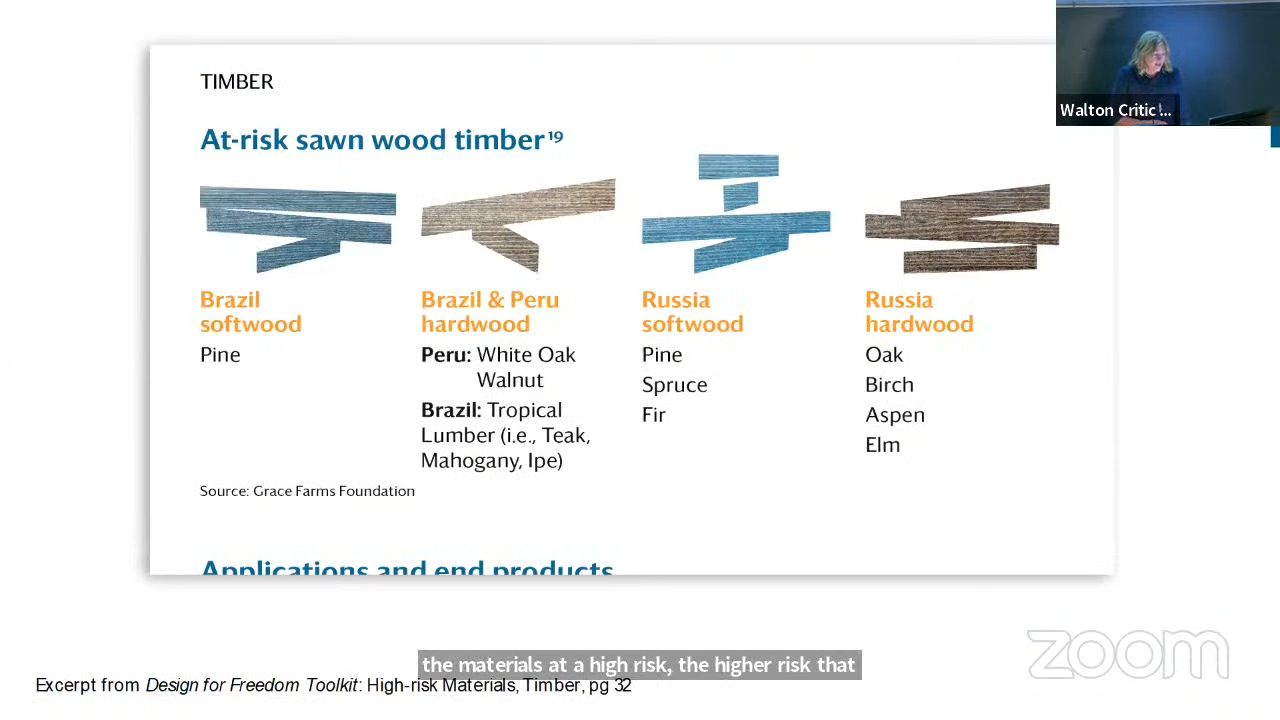 TIMBER
At-risk sawn wood timber¹⁹
Brazil
softwood
Pine
Brazil & Peru
hardwood
Peru: White Oak
Walnut
Brazil: Tropical
Lumber (i.e., Teak,
Mahogany, Ipe)
Russia
softwood
Pine
Spruce
Fir
Russia
hardwood
Oak
Birch
Aspen
Elm
Source: Grace Farms Foundation
Applications and end products
Walton Critic ...
the materials at a high risk, the higher risk that
Excerpt from Design for Freedom Toolkit: High-risk Materials, Timber, pg 32
zoom